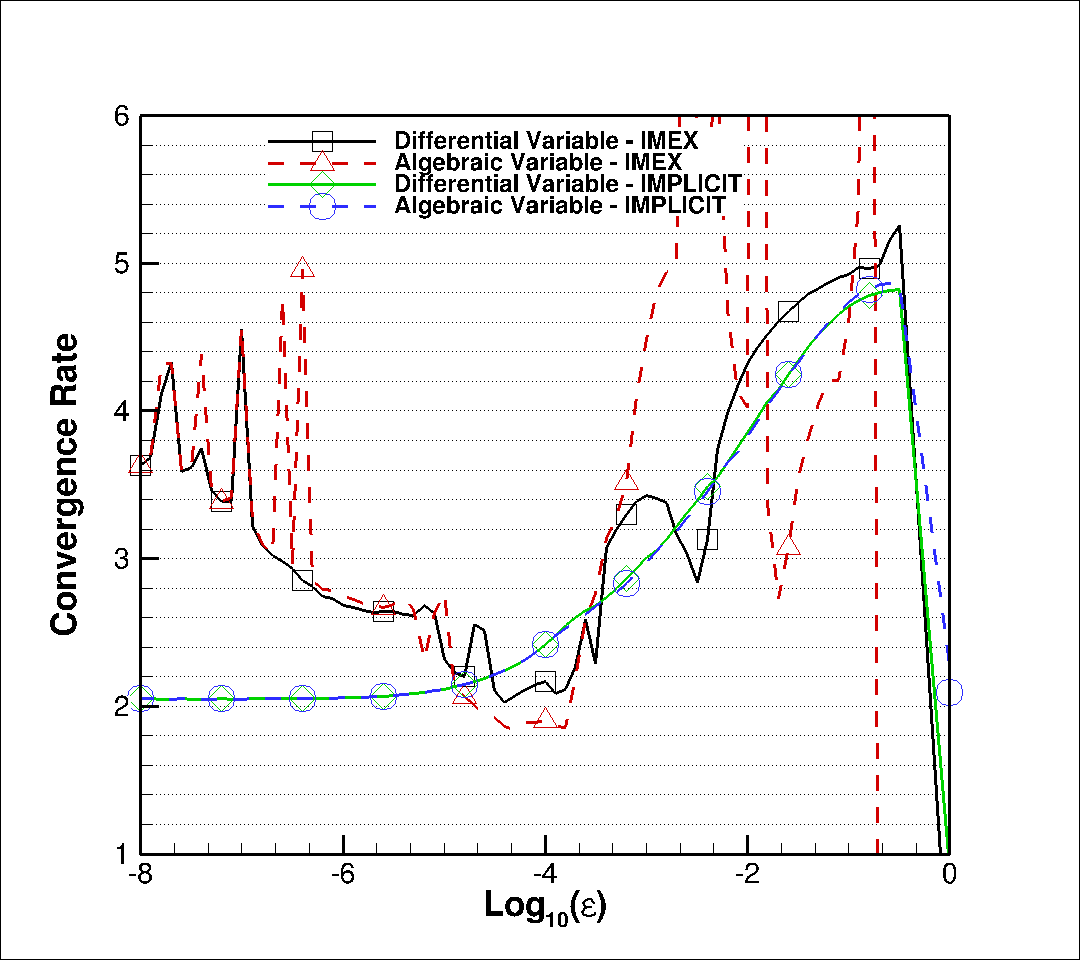 6
Differential Variable - IMEX
Algebraic Variable - IMEX
Differential Variable - IMPLICIT
Algebraic Variable - IMPLICIT
5
4
3
2
1
Convergence Rate
-8
-6
-4
-2
0
Log10(ε)